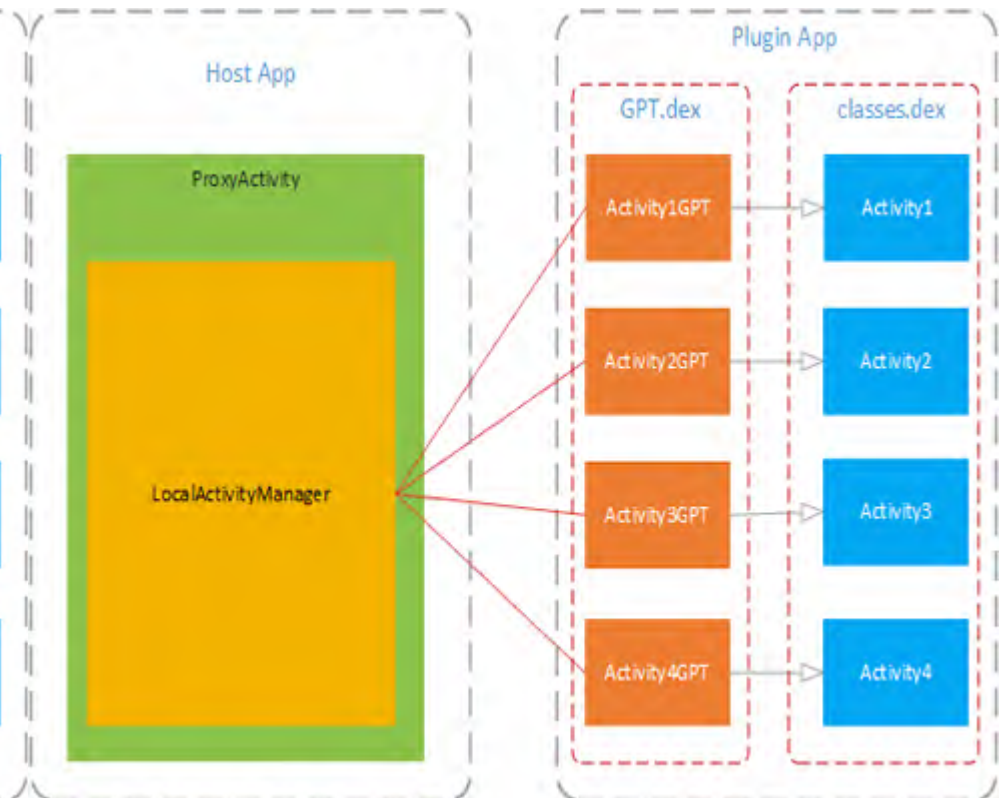 Host App
ProxyActivity
LocalActivityManager
Plugin App
GPT.dex
classes.dex
Activity1GPT
Activity1
Activity2GPT
Activity2
Activity3GPT
Activity3
Activity4GPT
Activity4